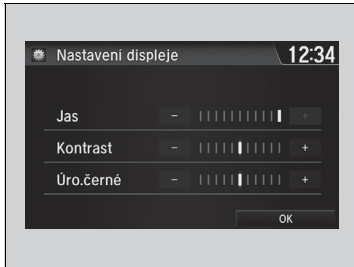 Nastavení displeje 12:34
Jas - +
Kontrast - +
Úro.černé - +
OK